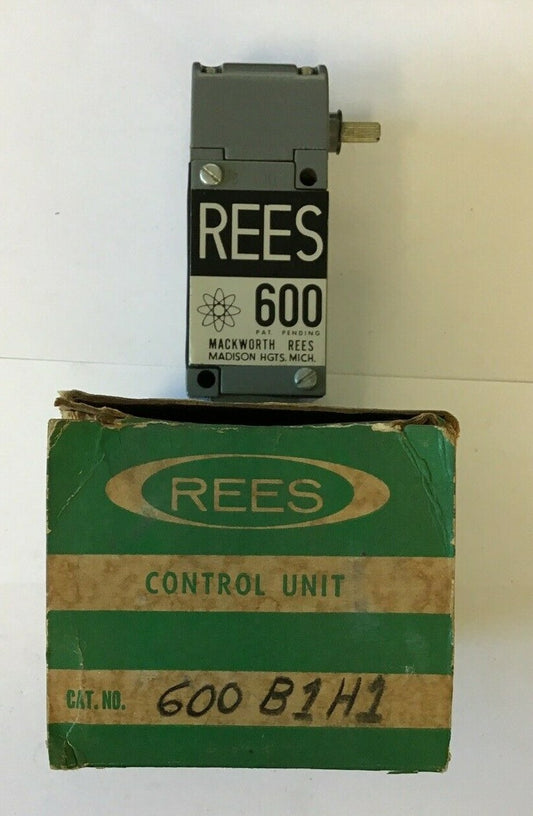 REES
600
PAT. PENDING
MACKWORTH REES
MADISON HGTS. MICH.
REES
CONTROL UNIT
CAT. NO. 600 B1H1